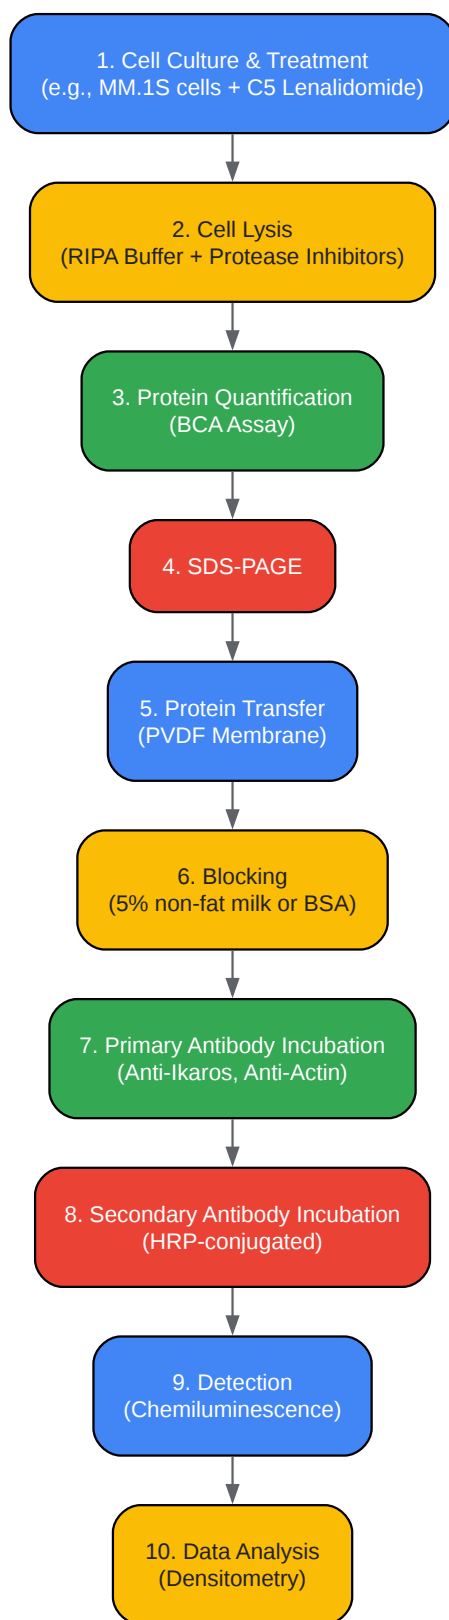 1. Cell Culture & Treatment
(e.g., MM.1S cells + C5 Lenalidomide)
2. Cell Lysis
(RIPA Buffer + Protease Inhibitors)
3. Protein Quantification
(BCA Assay)
4. SDS-PAGE
5. Protein Transfer
(PVDF Membrane)
6. Blocking
(5% non-fat milk or BSA)
7. Primary Antibody Incubation
(Anti-Ikaros, Anti-Actin)
8. Secondary Antibody Incubation
(HRP-conjugated)
9. Detection
(Chemiluminescence)
10. Data Analysis
(Densitometry)